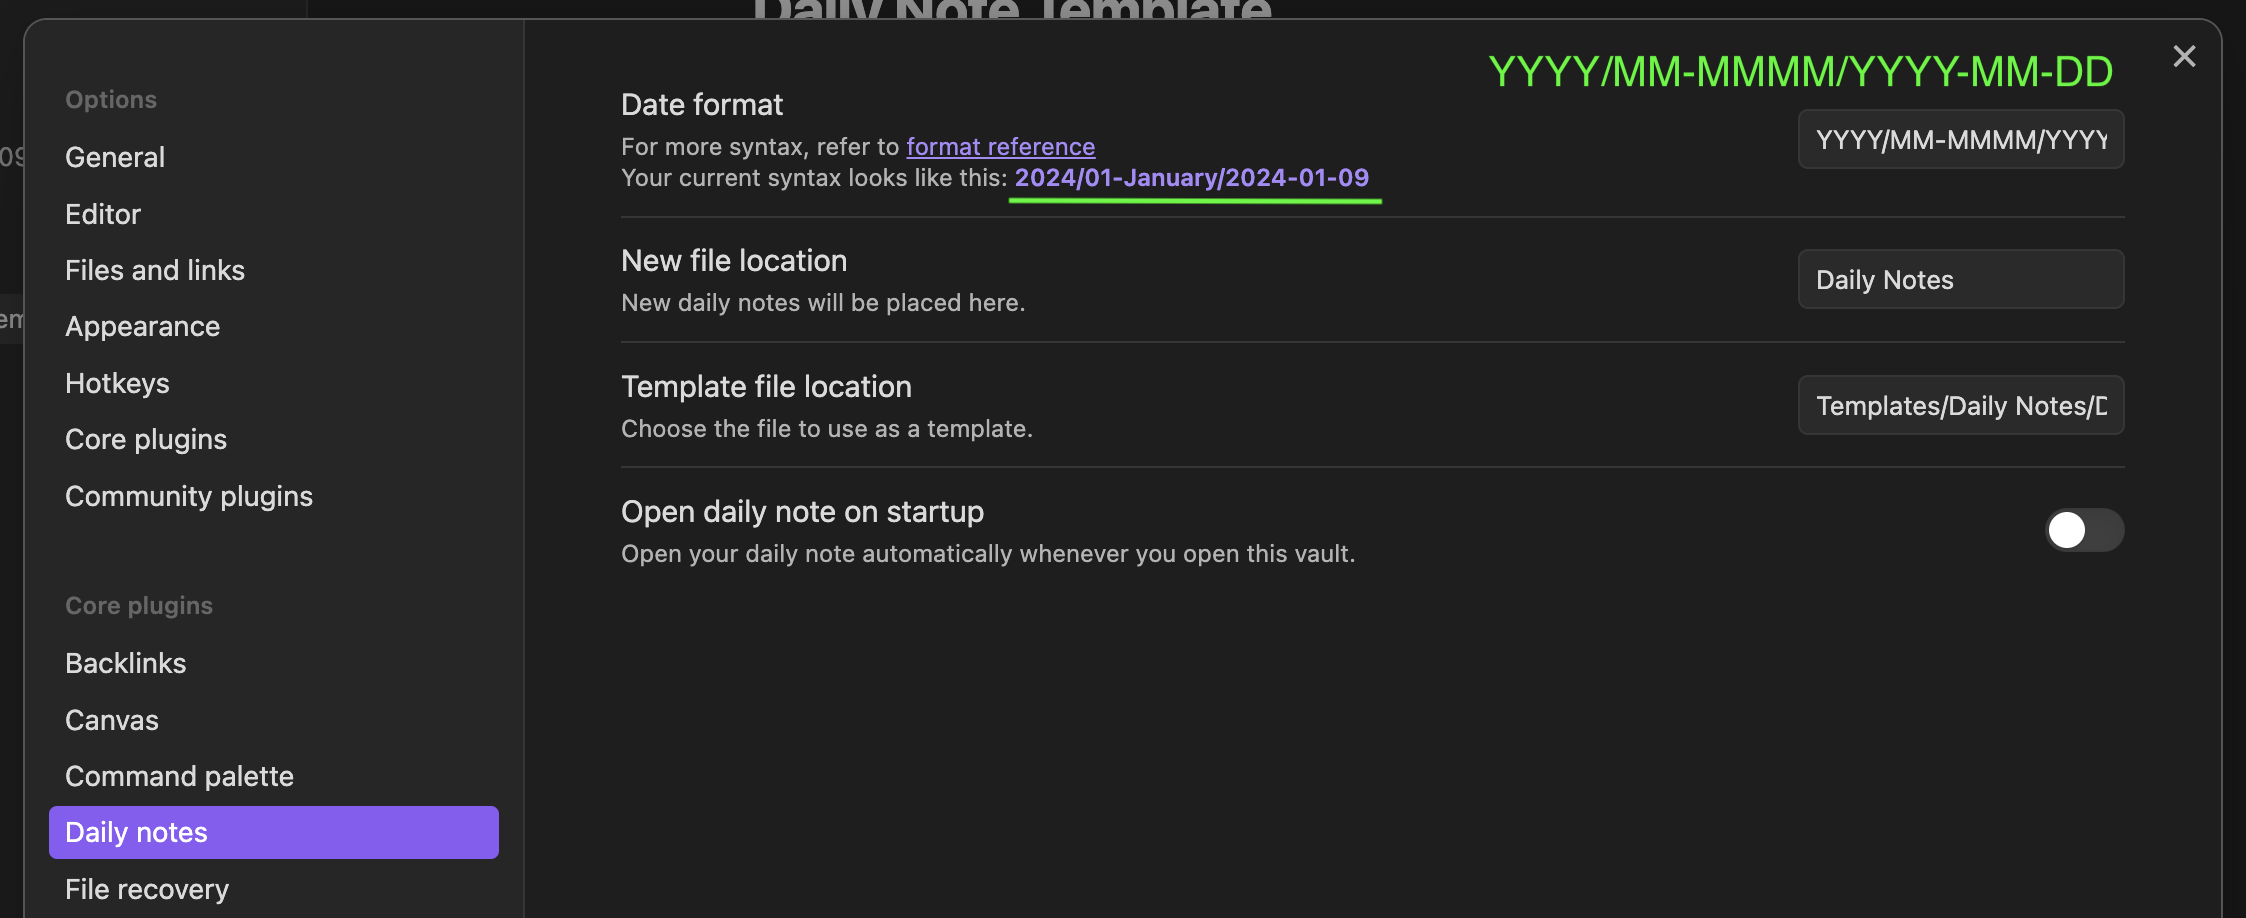 Daily Note Template
YYYY/MM-MMMM/YYYY-MM-DD
Options
General
Editor
Files and links
Appearance
Hotkeys
Core plugins
Community plugins
Core plugins
Backlinks
Canvas
Command palette
Daily notes
File recovery
Date format
For more syntax, refer to format reference
Your current syntax looks like this: 2024/01-January/2024-01-09
YYYY/MM-MMMM/YYYY
New file location
New daily notes will be placed here.
Daily Notes
Template file location
Choose the file to use as a template.
Templates/Daily Notes/D
Open daily note on startup
Open your daily note automatically whenever you open this vault.